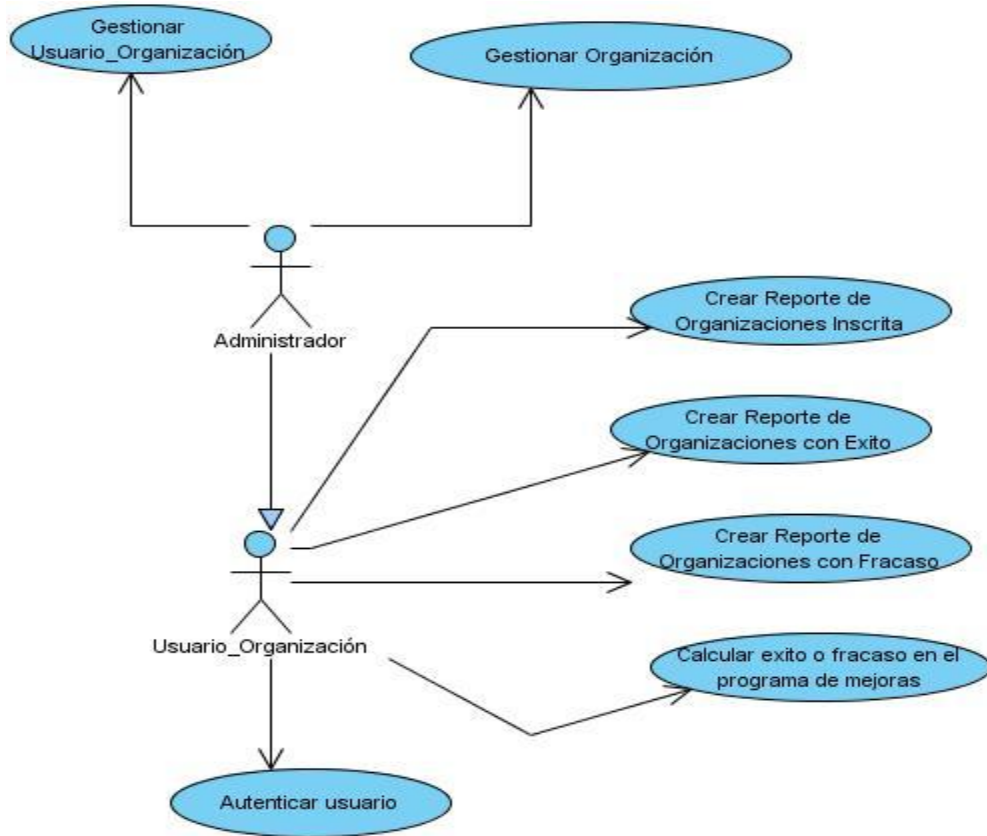 Gestionar
Usuario_Organización
Gestionar Organización
Administrador
Crear Reporte de
Organizaciones Inscrita
Crear Reporte de
Organizaciones con Exito
Crear Reporte de
Organizaciones con Fracaso
Usuario_Organización
Calcular exito o fracaso en el
programa de mejoras
Autenticar usuario